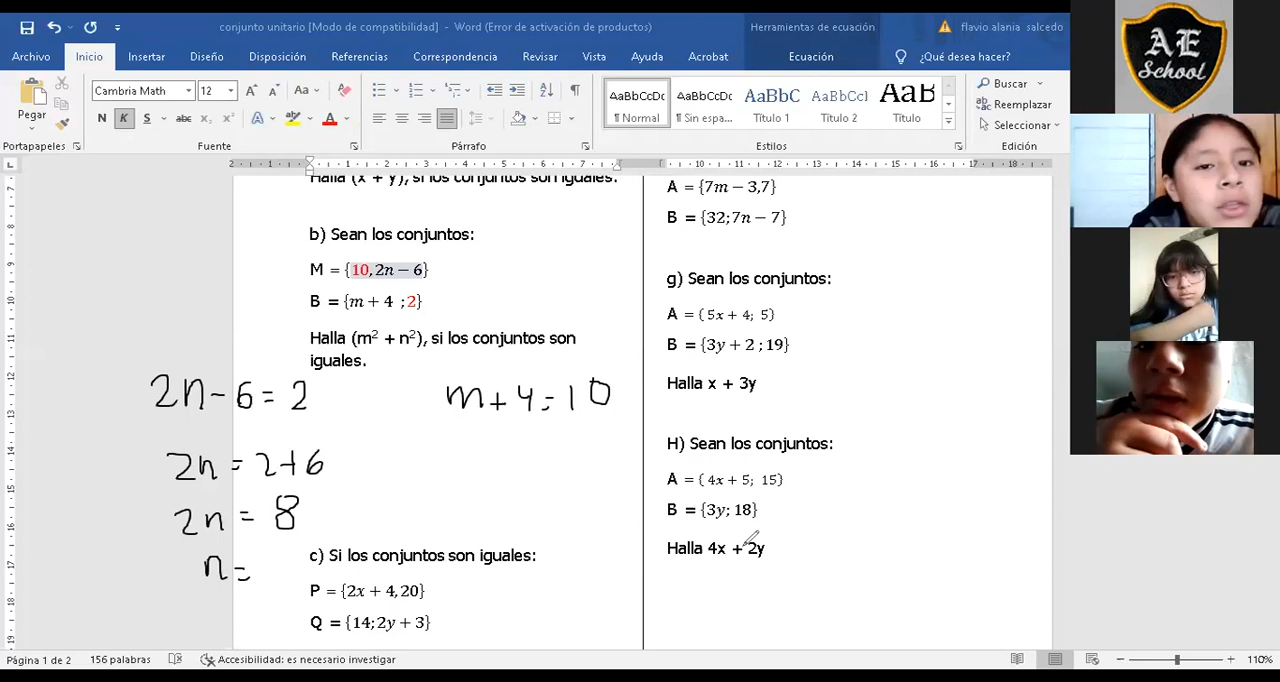 conjunto unitario [Modo de compatibilidad] - Word (Error de activación de productos)
Herramientas de ecuación
flavio alania salcedo
Archivo Inicio Insertar Diseño Disposición Referencias Correspondencia Revisar Vista Ayuda Acrobat Ecuación ¿Qué desea hacer?
Pegar
Cambria Math 12
N K S abc
AaBbCcDc AaBbCcDc AaBbC AaBbCcI AaB
¶ Normal ¶ Sin espa... Título 1 Título 2 Título
Buscar
Reemplazar
Seleccionar
Portapapeles Fuente Párrafo Estilos Edición
Halla (x + y), si los conjuntos son iguales.
b) Sean los conjuntos:
M = {10, 2n − 6}
B = {m + 4 ; 2}
Halla (m² + n²), si los conjuntos son
iguales.
2n − 6 = 2
m + 4 = 10
2n = 2 + 6
2n = 8
n =
c) Si los conjuntos son iguales:
P = {2x + 4, 20}
Q = {14; 2y + 3}
A = {7m − 3,7}
B = {32; 7n − 7}
g) Sean los conjuntos:
A = { 5x + 4; 5}
B = {3y + 2 ; 19}
Halla x + 3y
H) Sean los conjuntos:
A = { 4x + 5; 15}
B = {3y; 18}
Halla 4x + 2y
Página 1 de 2 156 palabras Accesibilidad: es necesario investigar 110%
AE
School